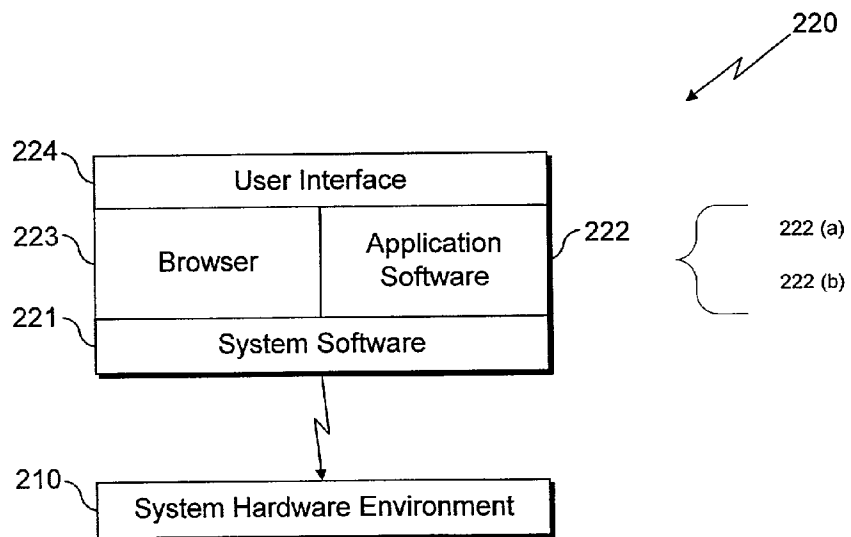 220
224
User Interface
223
Browser
Application
Software
222
222 (a)
222 (b)
221
System Software
210
System Hardware Environment